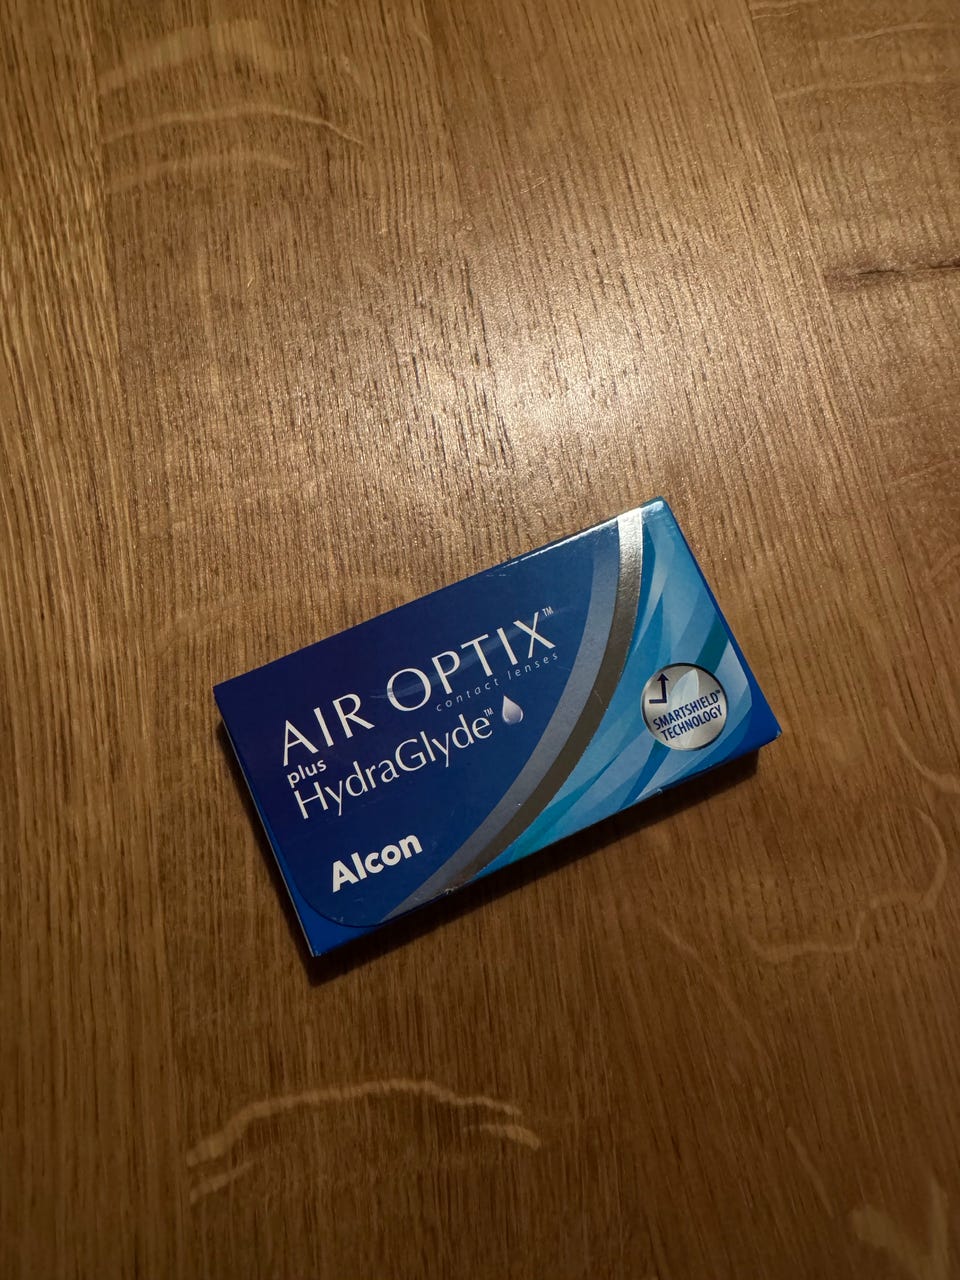 AIR OPTIX™
contact lenses
plus
HydraGlyde™
Alcon
SMARTSHIELD™
TECHNOLOGY